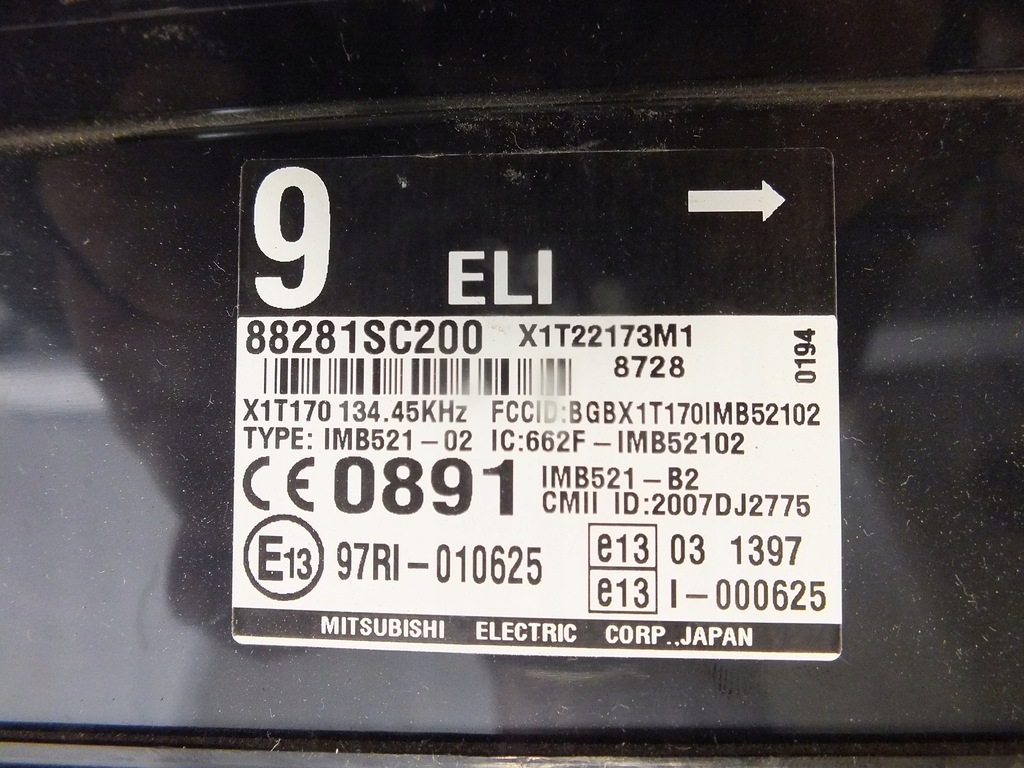 9
ELI
88281SC200 X1T22173M1
8728
0194
X1T170 134.45KHz FCCID:BGBX1T170IMB52102
TYPE: IMB521-02 IC:662F-IMB52102
CE 0891 IMB521-B2
CMII ID:2007DJ2775
E13 97RI-010625 e13 03 1397
e13 I-000625
MITSUBISHI ELECTRIC CORP.,JAPAN